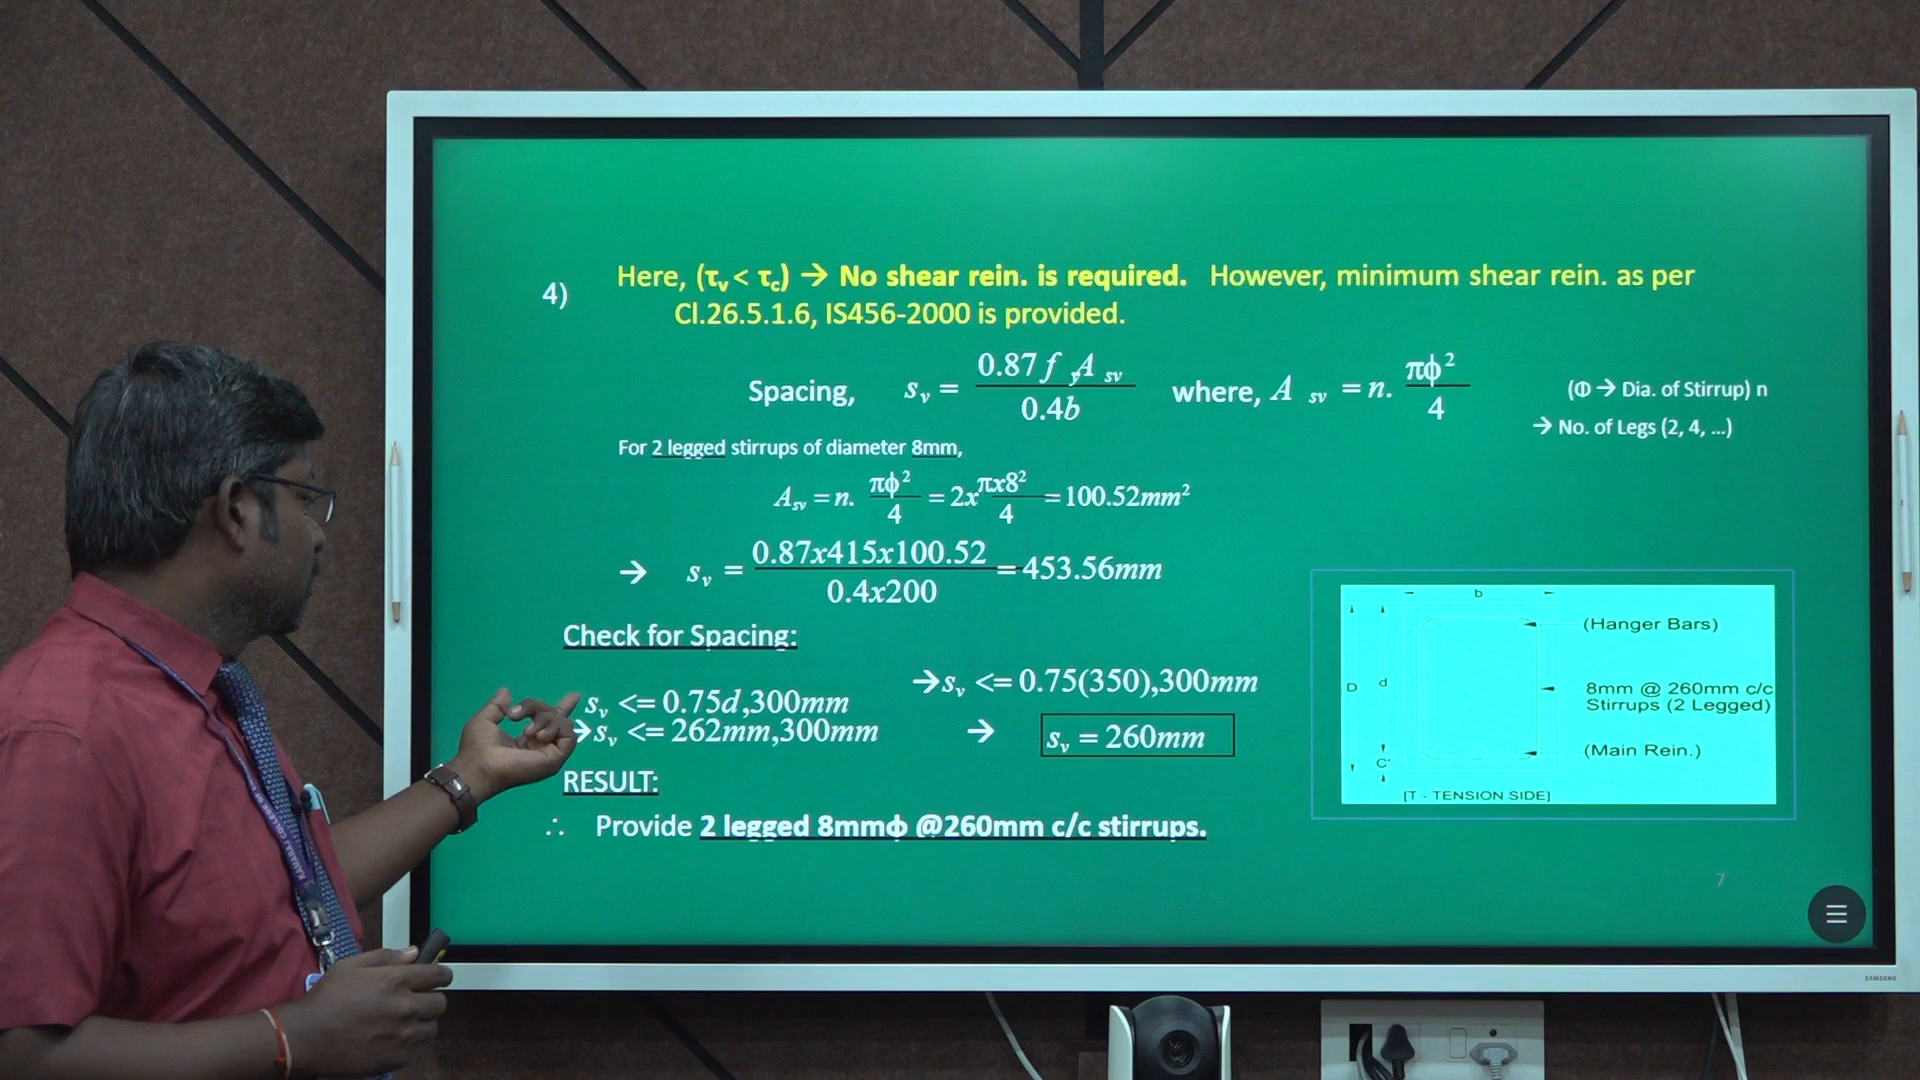 4) Here, (τv < τc) → No shear rein. is required. However, minimum shear rein. as per
Cl.26.5.1.6, IS456-2000 is provided.
Spacing, sv = 0.87 f y A sv / 0.4b where, A sv = n. πϕ² / 4 (Φ → Dia. of Stirrup) n
→ No. of Legs (2, 4, ...)
For 2 legged stirrups of diameter 8mm,
Asv = n. πϕ² / 4 = 2x πx8² / 4 = 100.52mm²
→ sv = 0.87x415x100.52 / 0.4x200 = 453.56mm
Check for Spacing:
sv <= 0.75d,300mm
→ sv <= 262mm,300mm
→ sv <= 0.75(350),300mm
→ sv = 260mm
RESULT:
∴ Provide 2 legged 8mmϕ @260mm c/c stirrups.
b
(Hanger Bars)
D d
8mm @ 260mm c/c
Stirrups (2 Legged)
(Main Rein.)
C'
[T - TENSION SIDE]
7
SAMSUNG